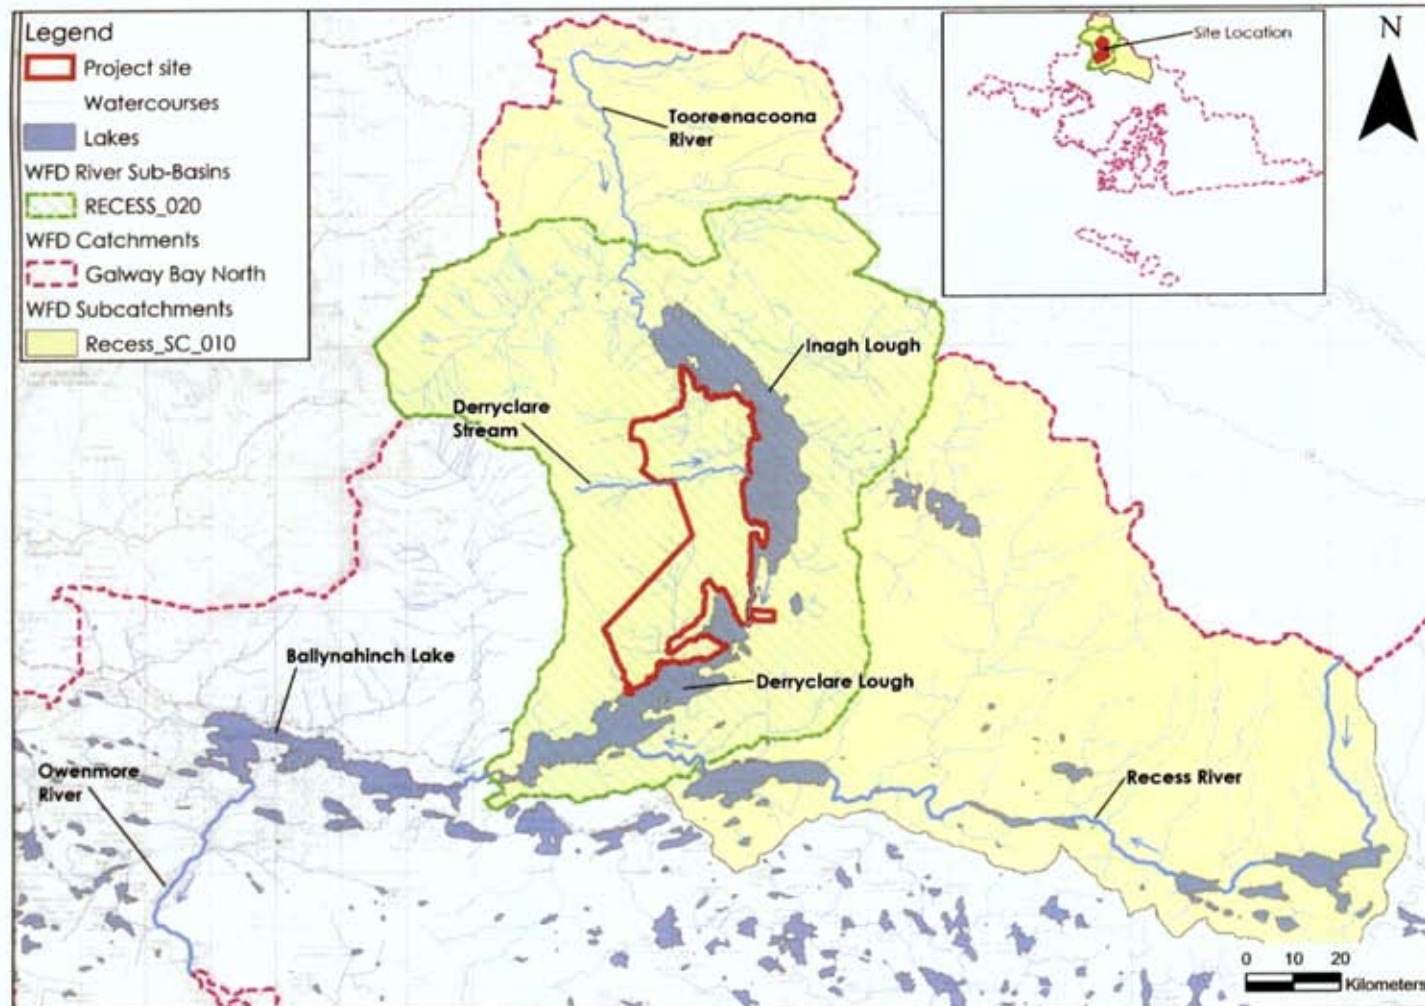 Legend
Project site
Watercourses
Lakes
WFD River Sub-Basins
RECESS_020
WFD Catchments
Galway Bay North
WFD Subcatchments
Recess_SC_010
Site Location
N
Tooreenacoona
River
Inagh Lough
Derryclare
Stream
Ballynahinch Lake
Derryclare Lough
Owenmore
River
Recess River
0 10 20
Kilometers